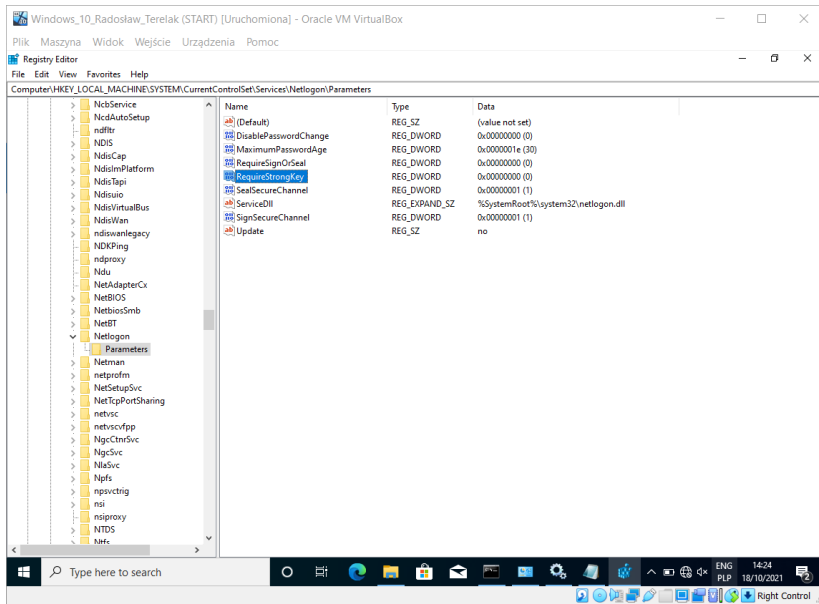 Windows_10_Radosław_Terelak (START) [Uruchomiona] - Oracle VM VirtualBox
Plik Maszyna Widok Wejście Urządzenia Pomoc
Registry Editor
File Edit View Favorites Help
Computer\HKEY_LOCAL_MACHINE\SYSTEM\CurrentControlSet\Services\Netlogon\Parameters
NcbService
NcdAutoSetup
ndfltr
NDIS
NdisCap
NdisImPlatform
NdisTapi
Ndisuio
NdisVirtualBus
NdisWan
ndiswanlegacy
NDKPing
ndproxy
Ndu
NetAdapterCx
NetBIOS
NetbiosSmb
NetBT
Netlogon
Parameters
Netman
netprofm
NetSetupSvc
NetTcpPortSharing
netvsc
netvscvfpp
NgcCtnrSvc
NgcSvc
NlaSvc
Npfs
npsvctrig
nsi
nsiproxy
NTDS
Ntfs
Name Type Data
(Default) REG_SZ (value not set)
DisablePasswordChange REG_DWORD 0x00000000 (0)
MaximumPasswordAge REG_DWORD 0x0000001e (30)
RequireSignOrSeal REG_DWORD 0x00000000 (0)
RequireStrongKey REG_DWORD 0x00000000 (0)
SealSecureChannel REG_DWORD 0x00000001 (1)
ServiceDll REG_EXPAND_SZ %SystemRoot%\system32\netlogon.dll
SignSecureChannel REG_DWORD 0x00000001 (1)
Update REG_SZ no
Type here to search
ENG
PLP
14:24
18/10/2021
2
Right Control